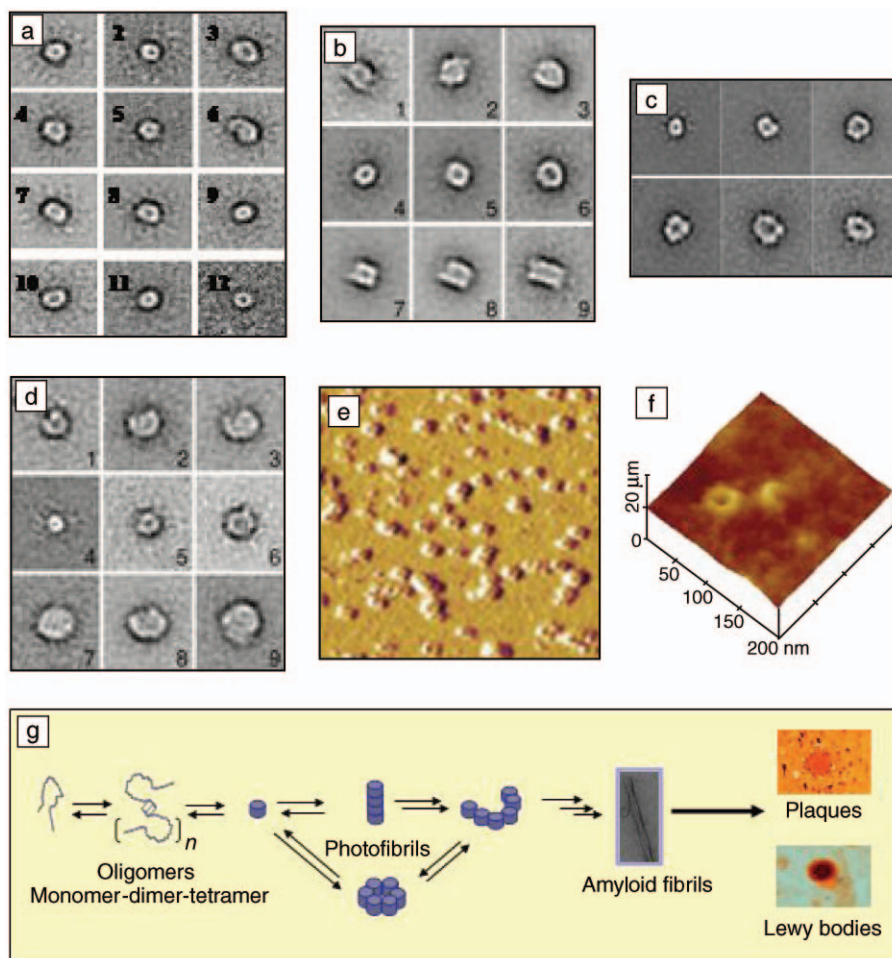 a
2 3
4 5 6
7 8 9
10 11 12
b
1 2 3
4 5 6
7 8 9
c
d
1 2 3
4 5 6
7 8 9
e
f
20 μm
0
50
100
150
200 nm
g
n
Oligomers
Monomer-dimer-tetramer
Photofibrils
Amyloid fibrils
Plaques
Lewy bodies